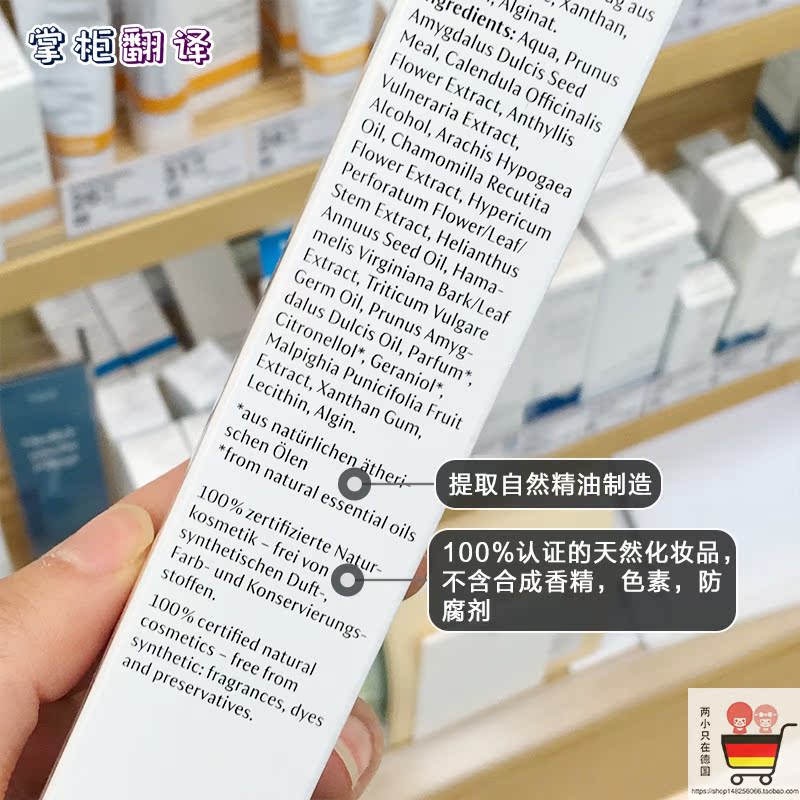 掌柜翻译
ug aus
Xanthan,
, Alginat.
Ingredients: Aqua, Prunus
Amygdalus Dulcis Seed
Meal, Calendula Officinalis
Flower Extract, Anthyllis
Vulneraria Extract,
Alcohol, Arachis Hypogaea
Oil, Chamomilla Recutita
Flower Extract, Hypericum
Perforatum Flower/Leaf/
Stem Extract, Helianthus
Annuus Seed Oil, Hama-
melis Virginiana Bark/Leaf
Extract, Triticum Vulgare
Germ Oil, Prunus Amyg-
dalus Dulcis Oil, Parfum*,
Citronellol*, Geraniol*,
Malpighia Punicifolia Fruit
Extract, Xanthan Gum,
Lecithin, Algin.
*aus natürlichen ätheri-
schen Ölen
*from natural essential oils
提取自然精油制造
100% zertifizierte Natur-
kosmetik – frei von
synthetischen Duft-,
Farb- und Konservierungs-
stoffen.
100%认证的天然化妆品，
不含合成香精，色素，防
腐剂
100% certified natural
cosmetics – free from
synthetic: fragrances, dyes
and preservatives.
两小只在德国
https://shop148256066.taobao.com